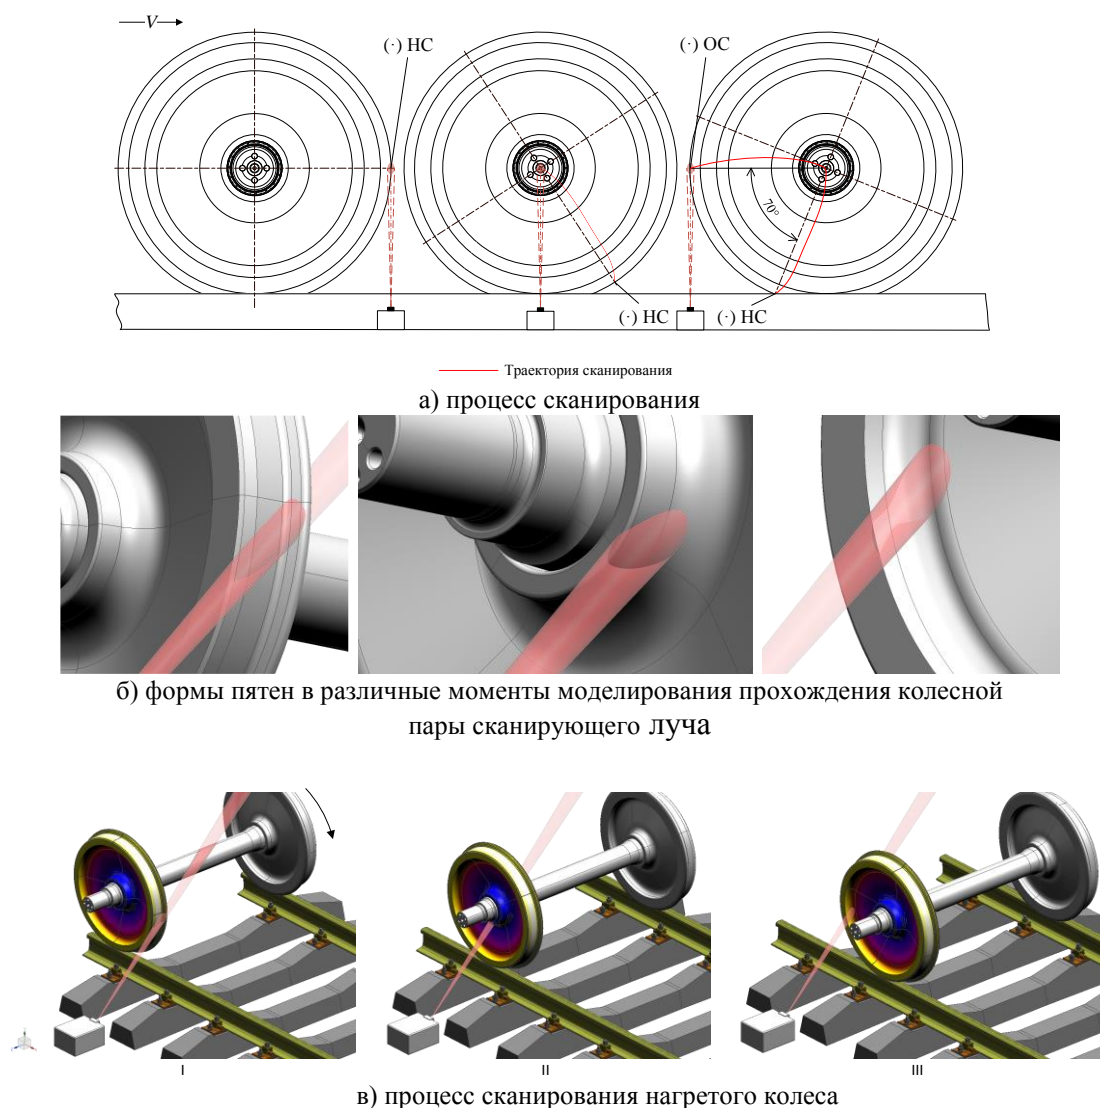 V
(·) НС
(·) ОС
70°
(·) НС
(·) НС
Траектория сканирования
а) процесс сканирования
б) формы пятен в различные моменты моделирования прохождения колесной
пары сканирующего луча
I
II
III
в) процесс сканирования нагретого колеса